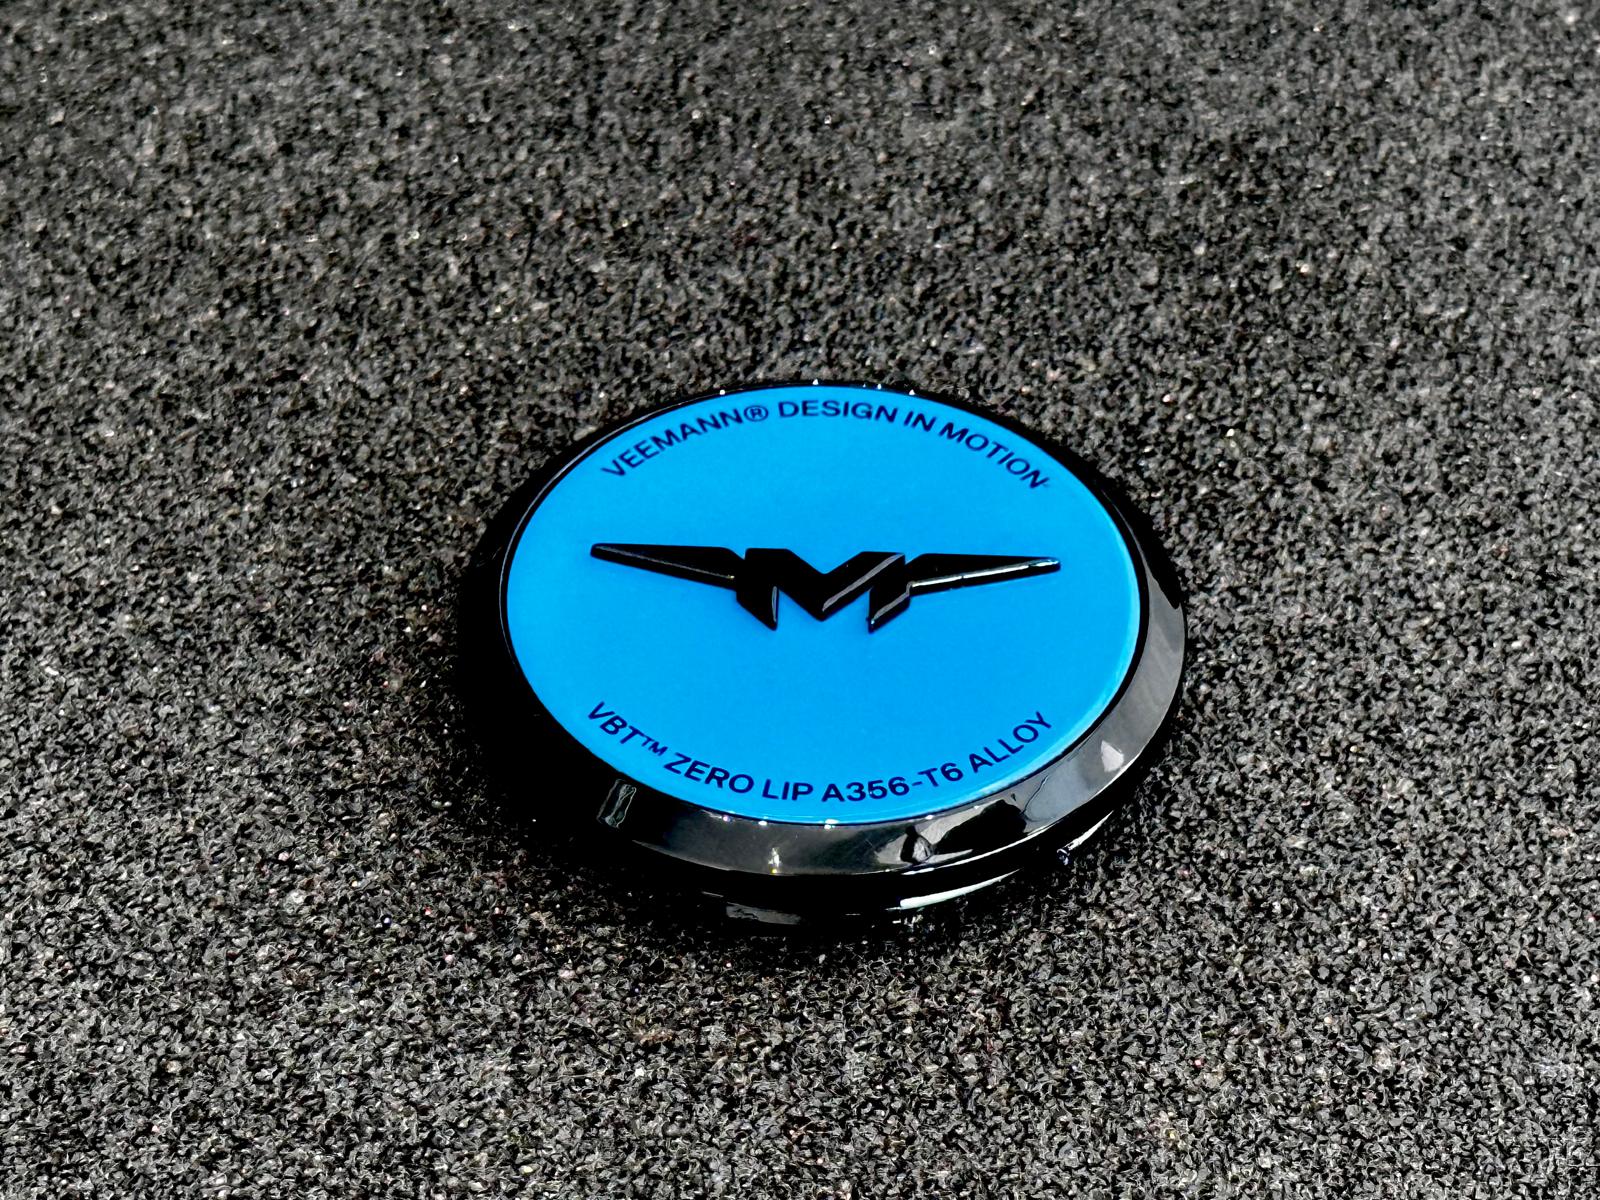 VEEMANN® DESIGN IN MOTION
VBT™ ZERO LIP A356-T6 ALLOY